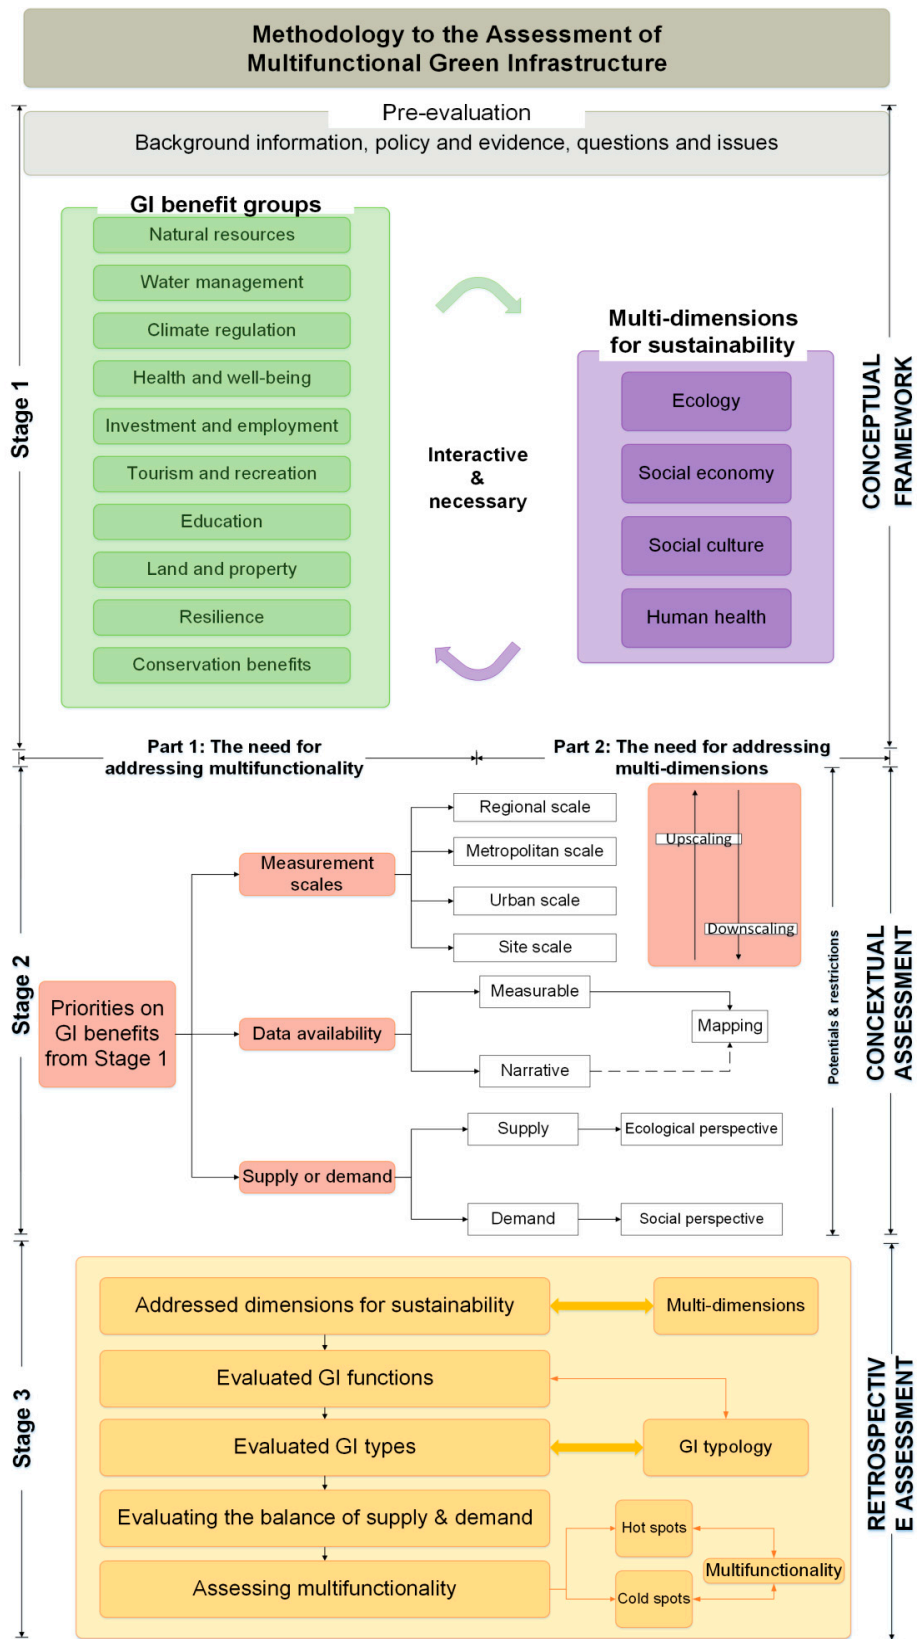 Methodology to the Assessment of
Multifunctional Green Infrastructure
Pre-evaluation
Background information, policy and evidence, questions and issues
Stage 1
GI benefit groups
Natural resources
Water management
Climate regulation
Health and well-being
Investment and employment
Tourism and recreation
Education
Land and property
Resilience
Conservation benefits
Interactive
&
necessary
Multi-dimensions
for sustainability
Ecology
Social economy
Social culture
Human health
CONCEPTUAL
FRAMEWORK
Part 1: The need for
addressing multifunctionality
Part 2: The need for addressing
multi-dimensions
Stage 2
Priorities on
GI benefits
from Stage 1
Measurement
scales
Regional scale
Metropolitan scale
Urban scale
Site scale
Upscaling
Downscaling
Data availability
Measurable
Narrative
Mapping
Supply or demand
Supply
Ecological perspective
Demand
Social perspective
Potentials & restrictions
CONCEXTUAL
ASSESSMENT
Stage 3
Addressed dimensions for sustainability
Multi-dimensions
Evaluated GI functions
Evaluated GI types
GI typology
Evaluating the balance of supply & demand
Assessing multifunctionality
Hot spots
Cold spots
Multifunctionality
RETROSPECTIV
E ASSESSMENT